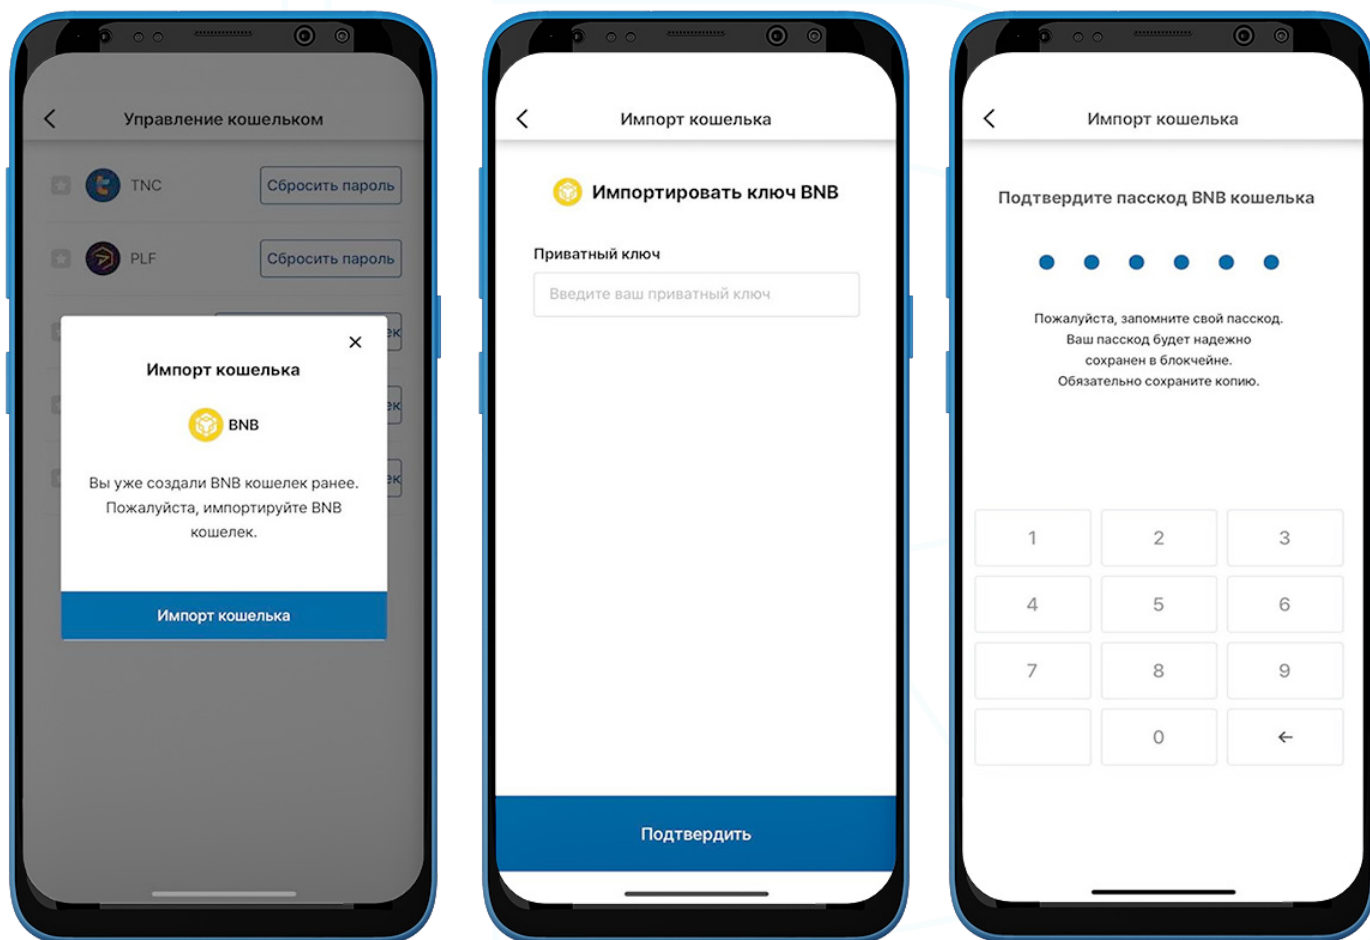 Управление кошельком
TNC
Сбросить пароль
PLF
Сбросить пароль
ек
ек
ек
Импорт кошелька
BNB
Вы уже создали BNB кошелек ранее.
Пожалуйста, импортируйте BNB
кошелек.
Импорт кошелька
Импорт кошелька
Импортировать ключ BNB
Приватный ключ
Введите ваш приватный ключ
Подтвердить
Импорт кошелька
Подтвердите пасскод BNB кошелька
Пожалуйста, запомните свой пасскод.
Ваш пасскод будет надежно
сохранен в блокчейне.
Обязательно сохраните копию.
1 2 3
4 5 6
7 8 9
0